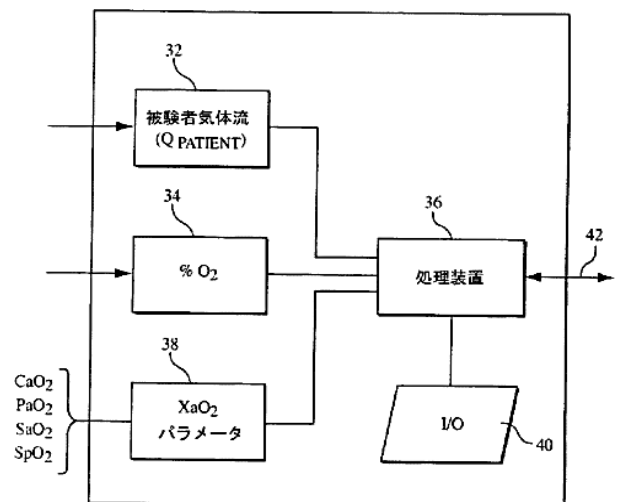 32
被験者気体流
(Q PATIENT)
34
% O2
36
処理装置
42
38
XaO2
パラメータ
CaO2
PaO2
SaO2
SpO2
I/O
40